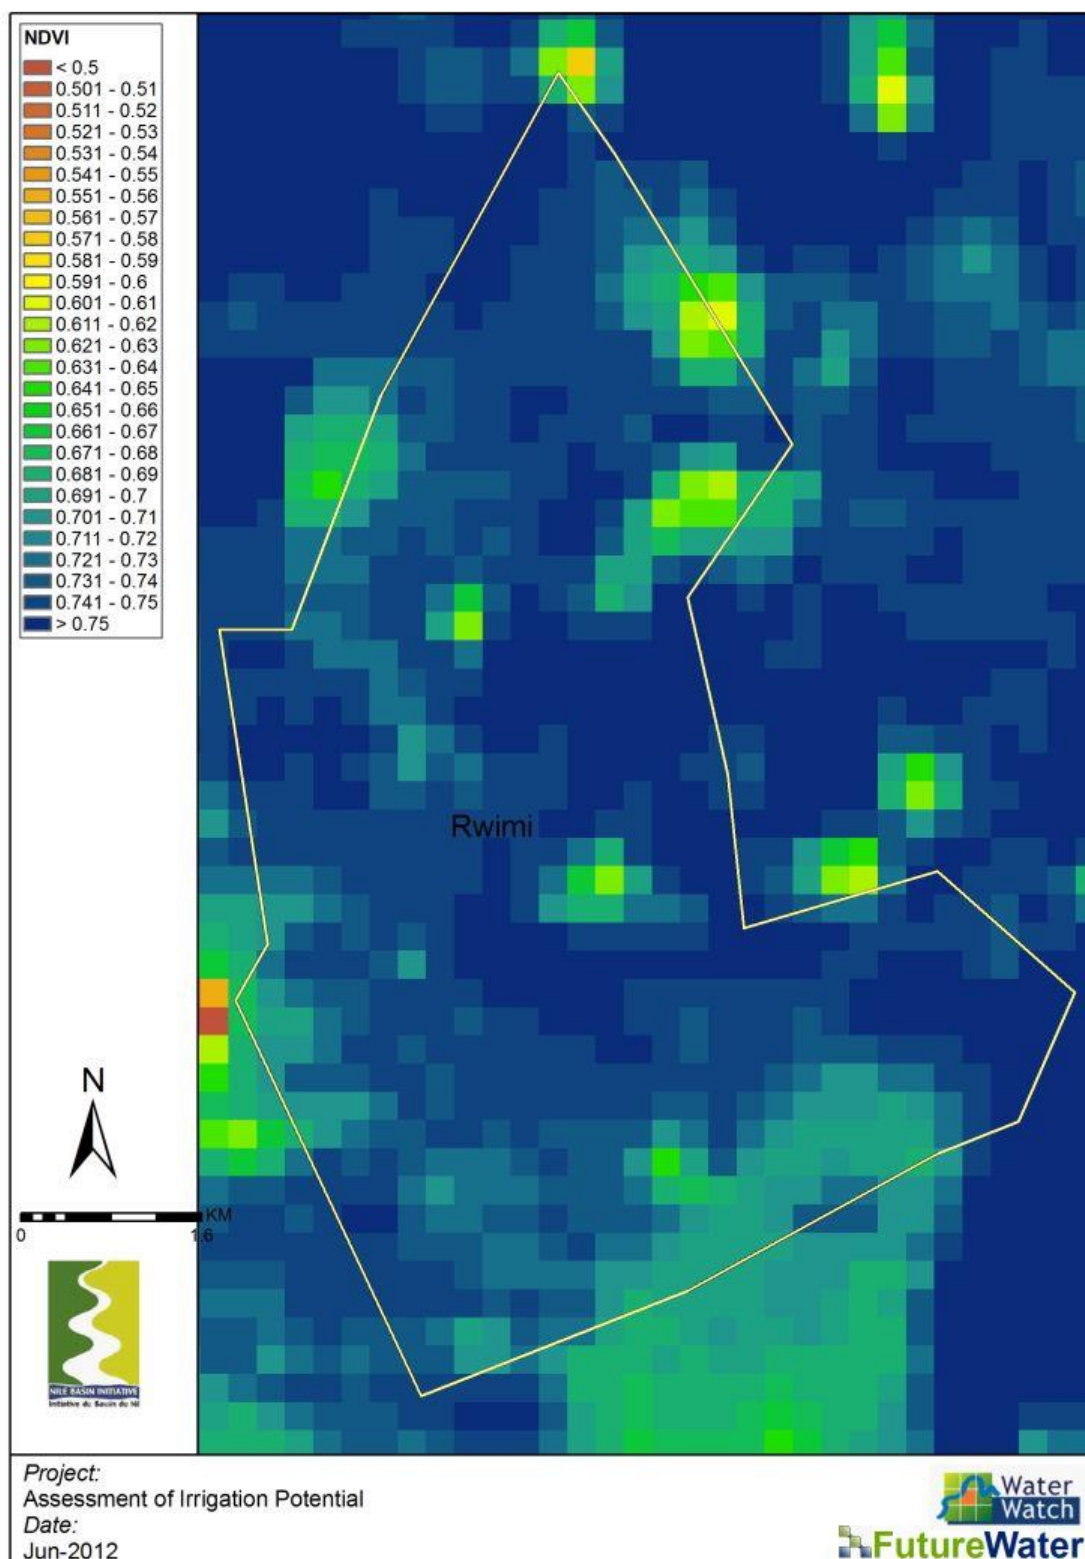 NDVI
< 0.5
0.501 - 0.51
0.511 - 0.52
0.521 - 0.53
0.531 - 0.54
0.541 - 0.55
0.551 - 0.56
0.561 - 0.57
0.571 - 0.58
0.581 - 0.59
0.591 - 0.6
0.601 - 0.61
0.611 - 0.62
0.621 - 0.63
0.631 - 0.64
0.641 - 0.65
0.651 - 0.66
0.661 - 0.67
0.671 - 0.68
0.681 - 0.69
0.691 - 0.7
0.701 - 0.71
0.711 - 0.72
0.721 - 0.73
0.731 - 0.74
0.741 - 0.75
> 0.75
Rwimi
N
KM
0 1.6
NILE BASIN INITIATIVE
Initiative du Bassin du Nil
Project:
Assessment of Irrigation Potential
Date:
Jun-2012
Water
Watch
FutureWater